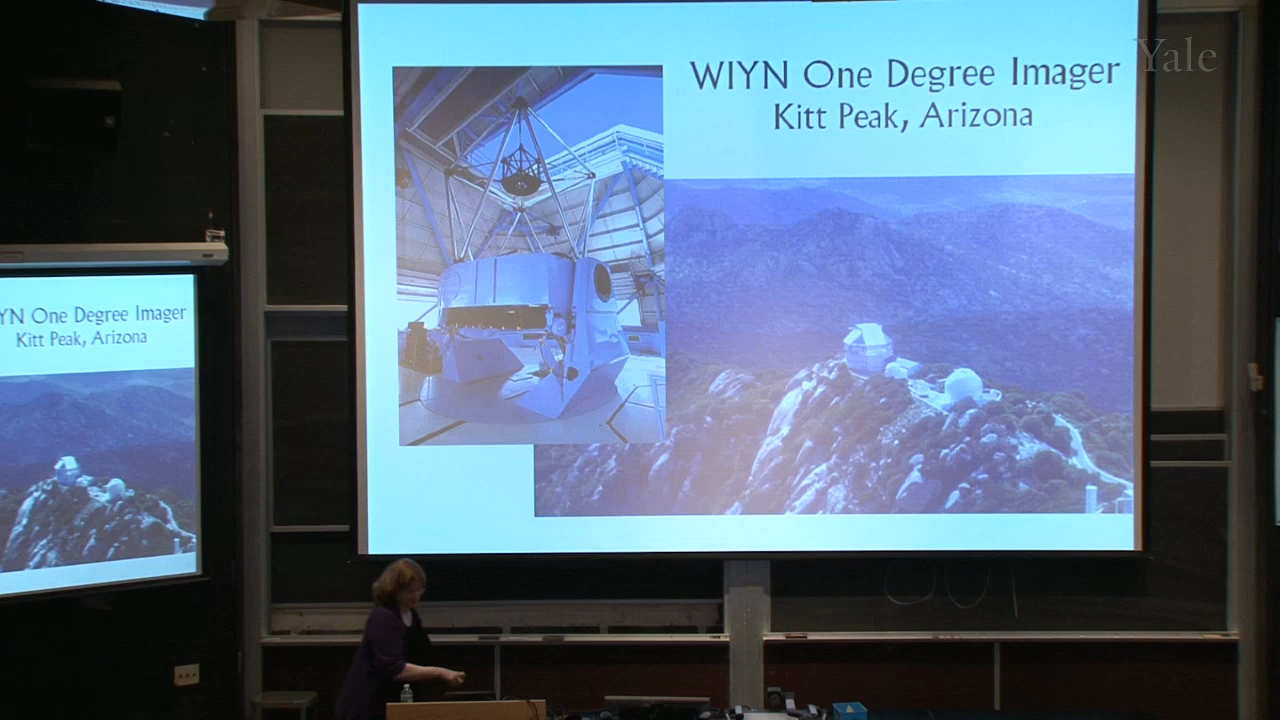 Yale
WIYN One Degree Imager
Kitt Peak, Arizona
YN One Degree Imager
Kitt Peak, Arizona